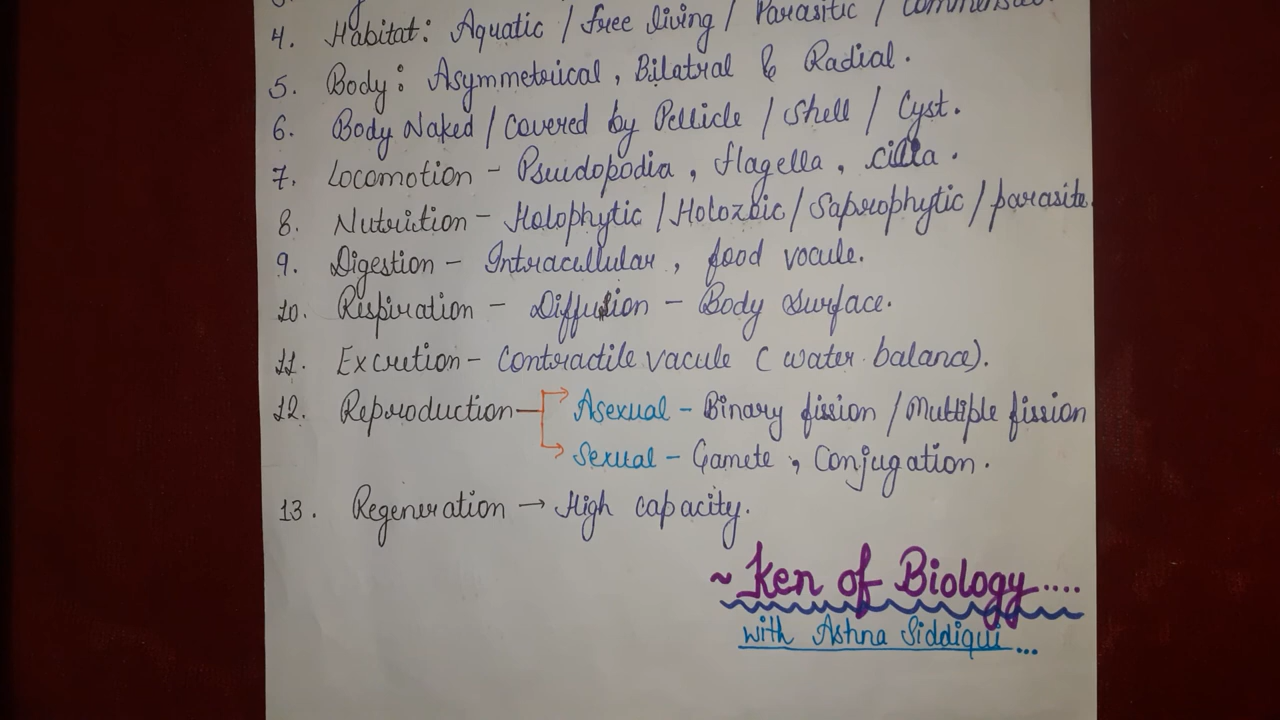 4. Habitat: Aquatic / free living / Parasitic /
5. Body: Asymmetrical, Bilatral & Radial.
6. Body Naked / Covered by Pellicle / Shell / Cyst.
7. Locomotion - Pseudopodia, flagella, cilia.
8. Nutrition - Holophytic / Holozoic / Saprophytic / parasite.
9. Digestion - Intracellular, food vocule.
10. Respiration - Diffusion - Body surface.
11. Excretion - Contractile vacule (water balance).
12. Reproduction - Asexual - Binary fission / Multiple fission
Sexual - Gamete, Conjugation.
13. Regeneration → High capacity.
~ Ken of Biology....
with Ashna Siddiqui...